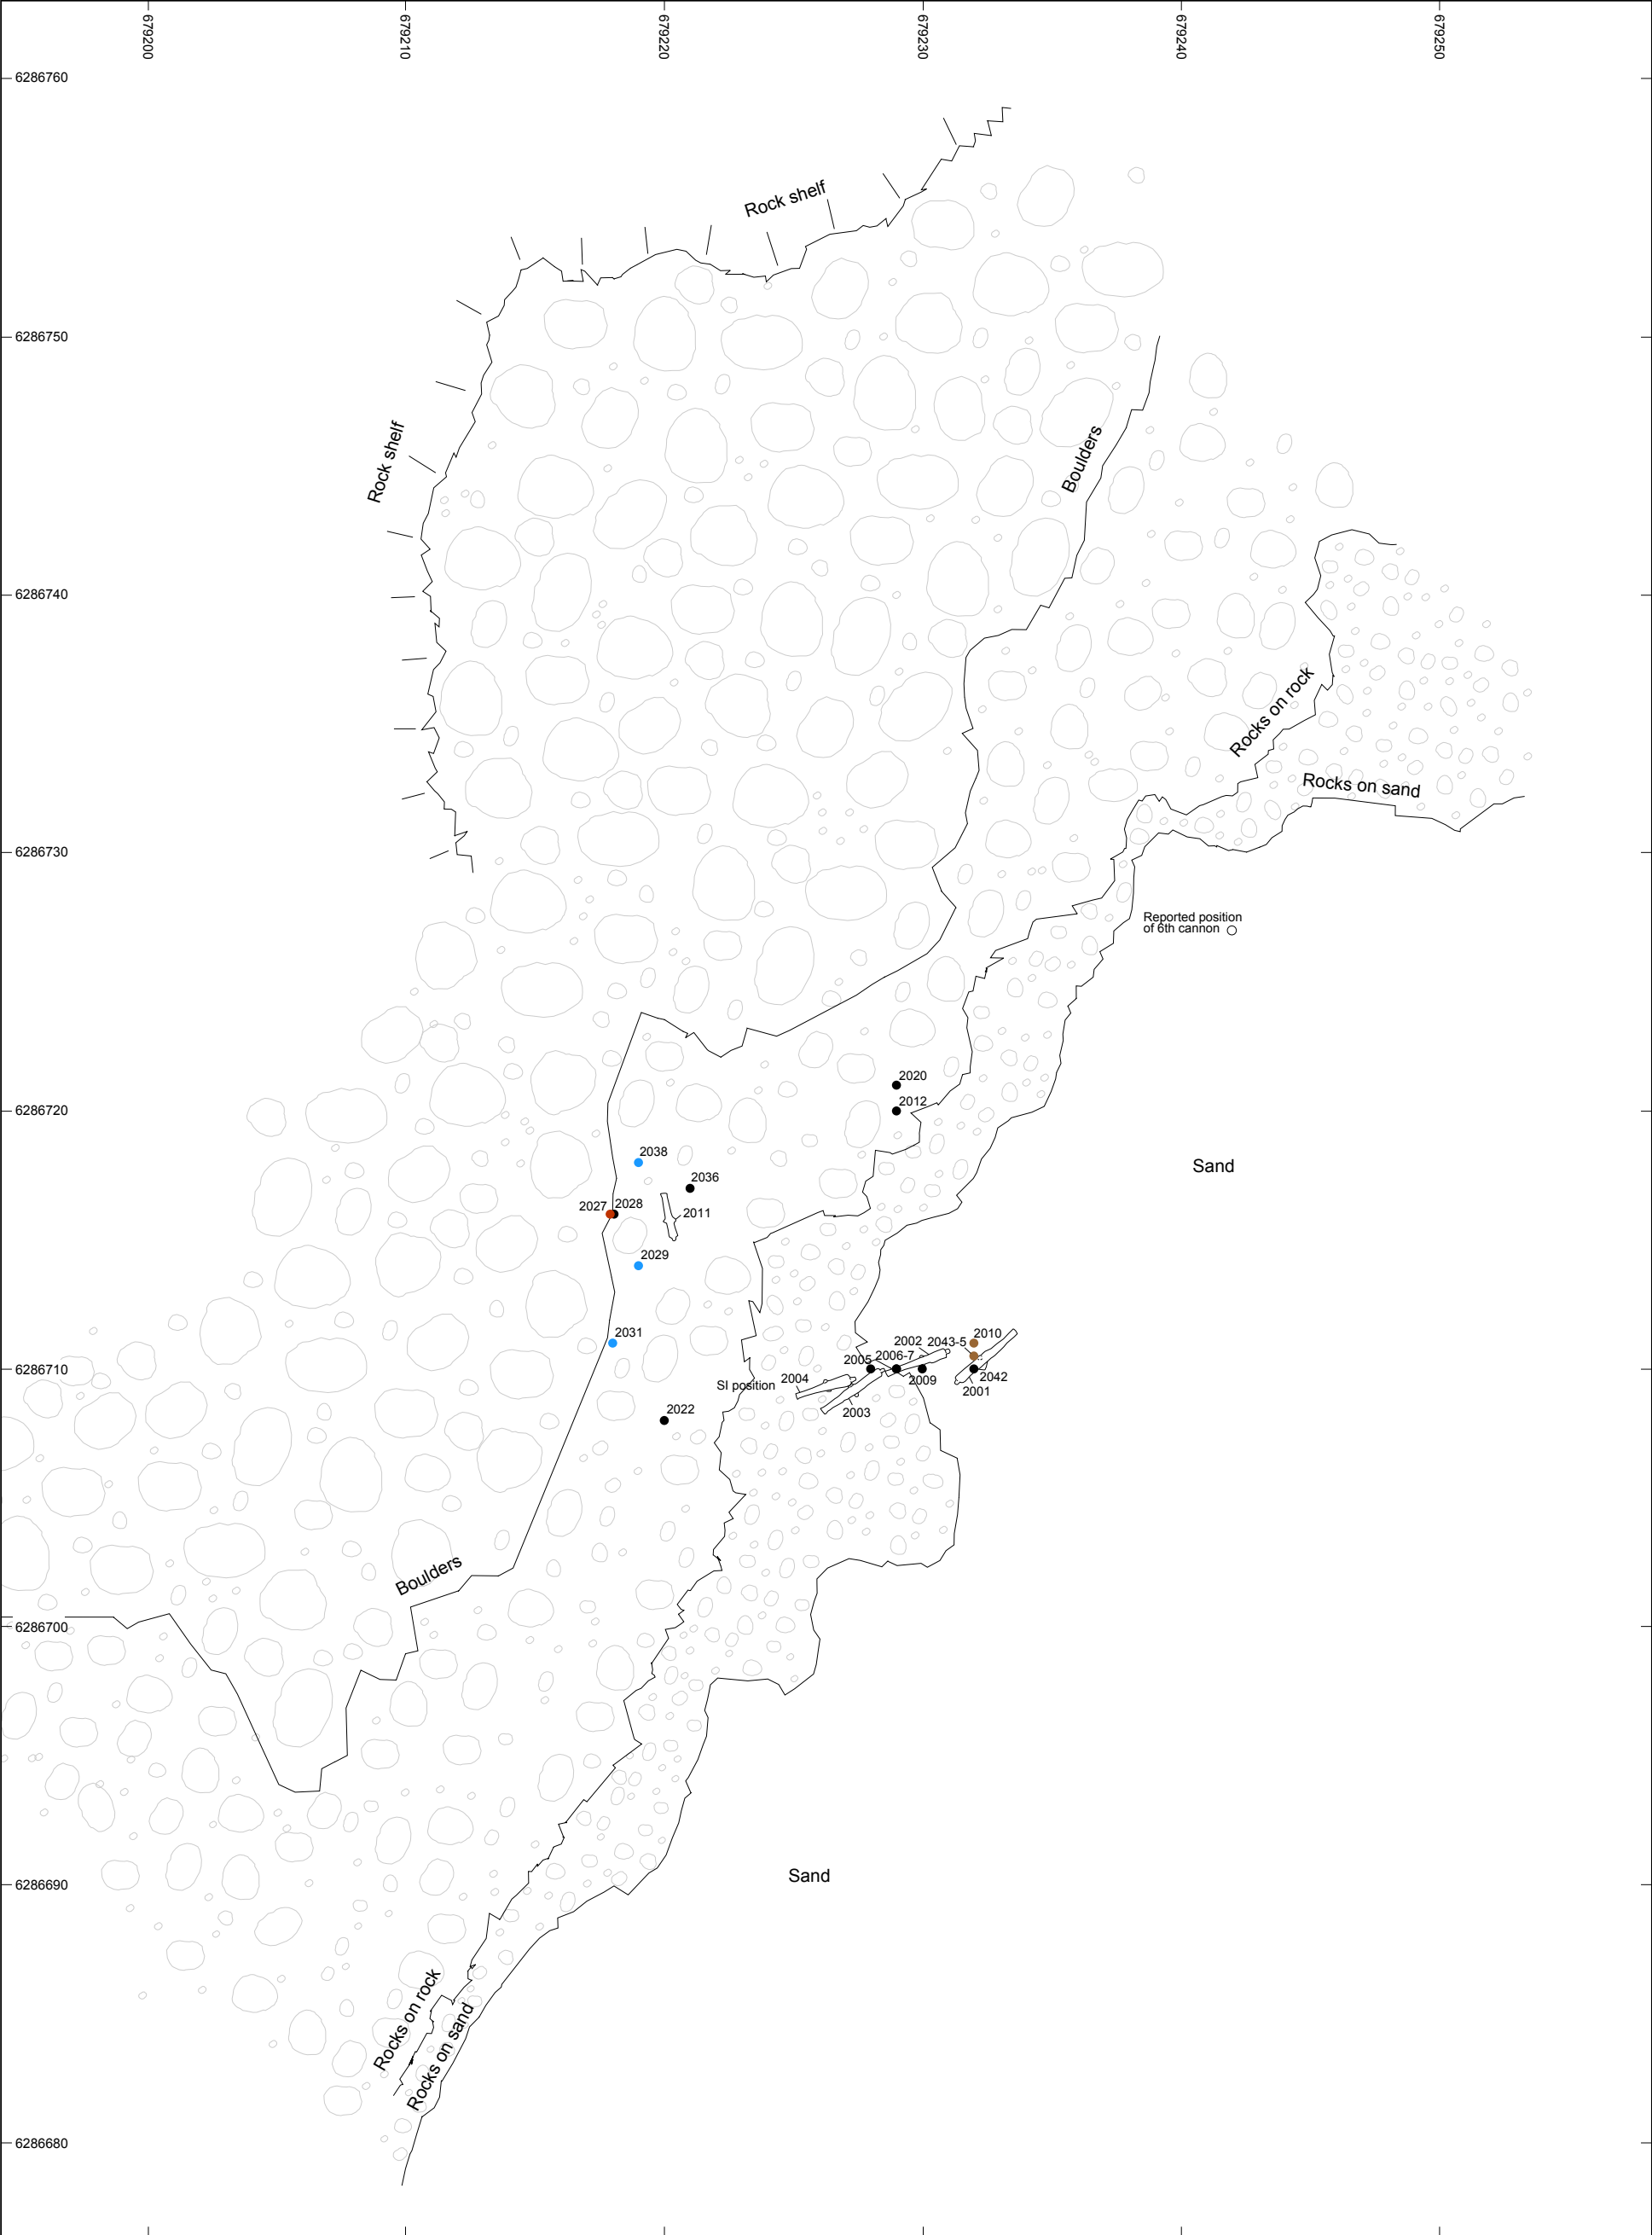 679200
679210
679220
679230
679240
679250
6286760
Rock shelf
6286750
Rock shelf
Boulders
6286740
Rocks on rock
Rocks on sand
6286730
Reported position
of 6th cannon
2020
2012
6286720
2038
Sand
2036
2027
2028
2011
2029
2031
2010
2002
2043-5
2006-7
2005
6286710
2042
2004
2009
SI position
2001
2003
2022
Boulders
6286700
Sand
6286690
Rocks on rock
Rocks on sand
6286680